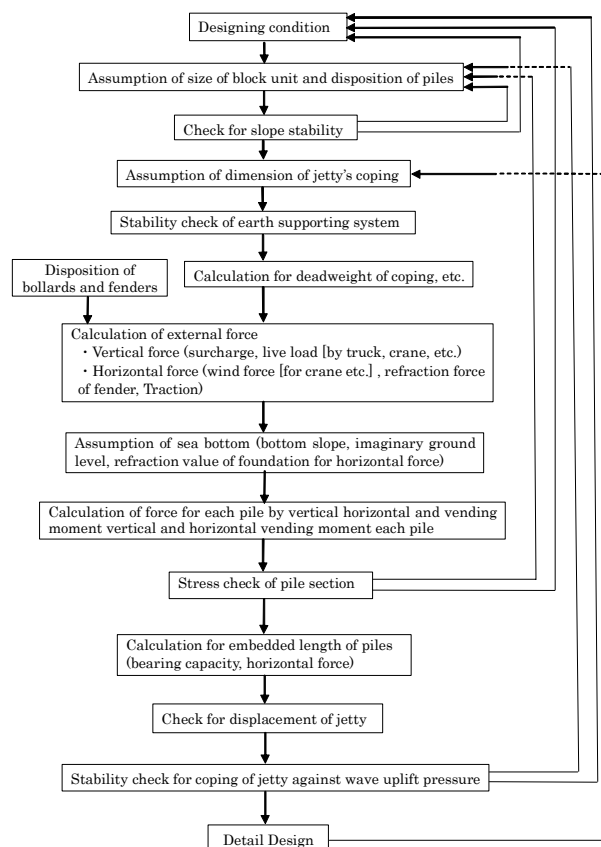 Designing condition
Assumption of size of block unit and disposition of piles
Check for slope stability
Assumption of dimension of jetty's coping
Stability check of earth supporting system
Disposition of
bollards and fenders
Calculation for deadweight of coping, etc.
Calculation of external force
・Vertical force (surcharge, live load [by truck, crane, etc.)
・Horizontal force (wind force [for crane etc.] , refraction force
of fender, Traction)
Assumption of sea bottom (bottom slope, imaginary ground
level, refraction value of foundation for horizontal force)
Calculation of force for each pile by vertical horizontal and vending
moment vertical and horizontal vending moment each pile
Stress check of pile section
Calculation for embedded length of piles
(bearing capacity, horizontal force)
Check for displacement of jetty
Stability check for coping of jetty against wave uplift pressure
Detail Design